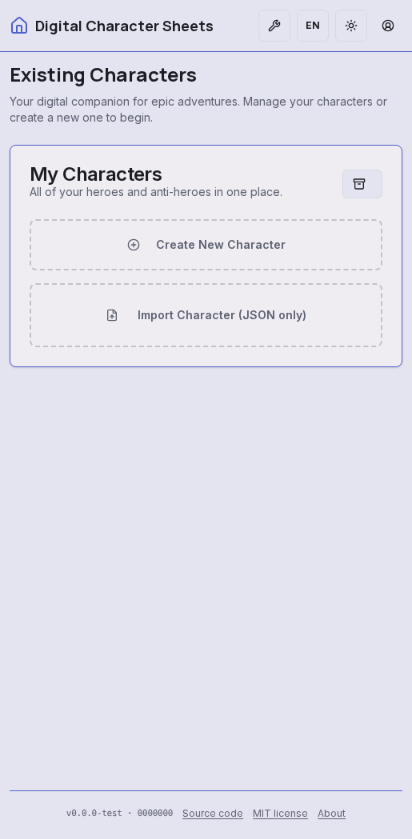 Digital Character Sheets
EN
Existing Characters
Your digital companion for epic adventures. Manage your characters or
create a new one to begin.
My Characters
All of your heroes and anti-heroes in one place.
Create New Character
Import Character (JSON only)
v0.0.0-test · 0000000 Source code MIT license About